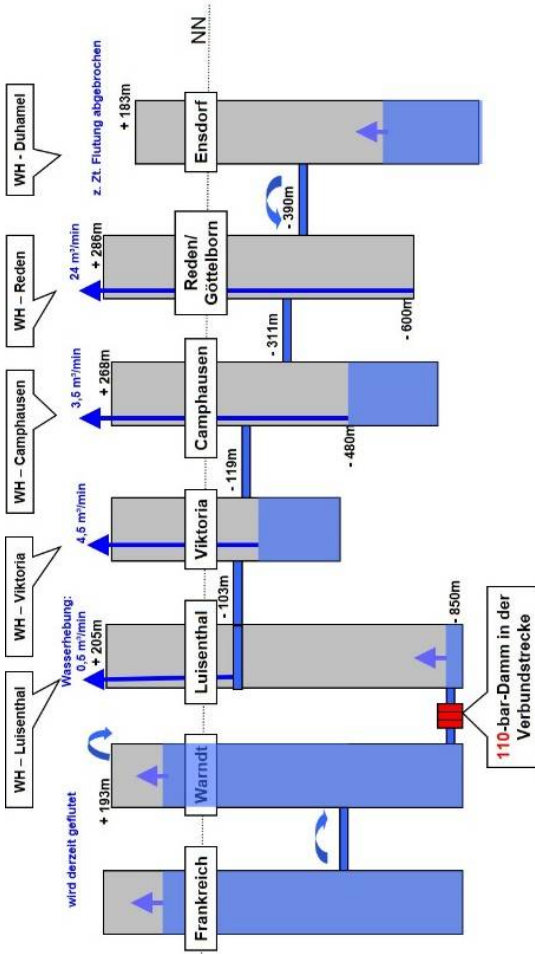 WH – Luisenthal
WH – Viktoria
WH – Camphausen
WH – Reden
WH - Duhamel
wird derzeit geflutet
Wasserhebung:
0,5 m³/min
4,5 m³/min
3,5 m³/min
24 m³/min
z. Zt. Flutung abgebrochen
+ 193m
+ 205m
+ 268m
+ 286m
+ 183m
NN
Frankreich
Warndt
Luisenthal
Viktoria
Camphausen
Reden/
Göttelborn
Ensdorf
- 103m
- 119m
- 311m
- 390m
- 480m
- 600m
- 850m
110-bar-Damm in der
Verbundstrecke